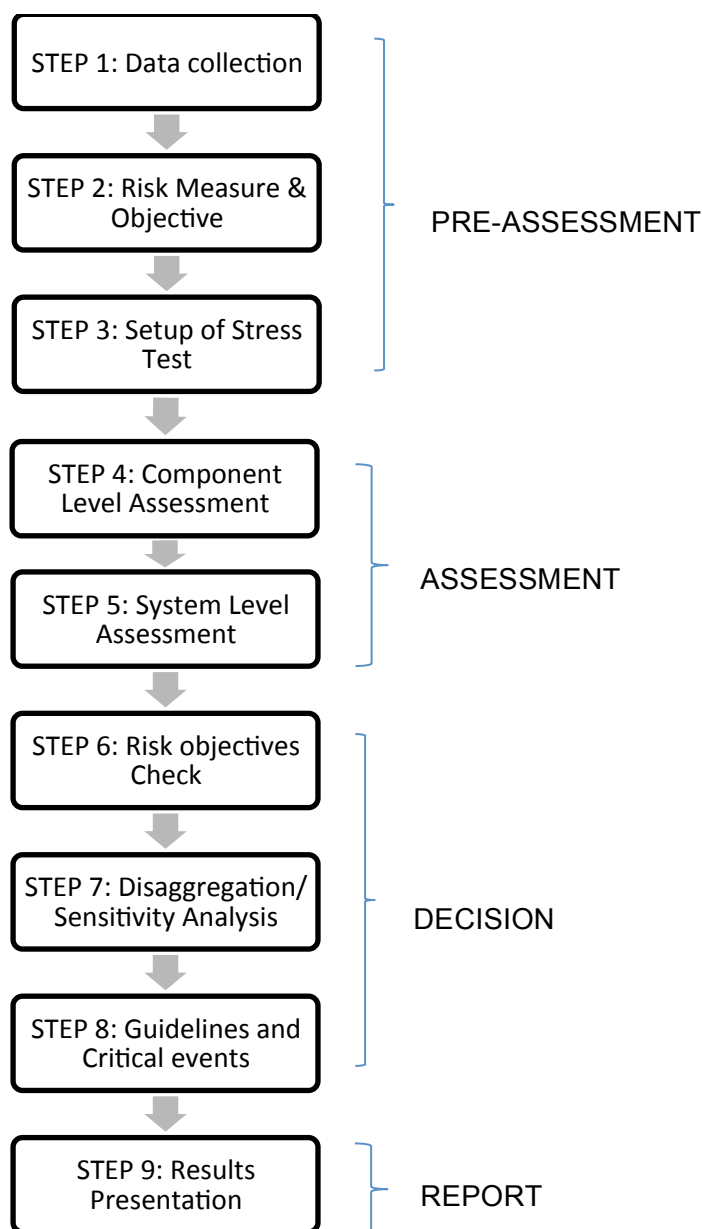 STEP 1: Data collection
STEP 2: Risk Measure &
Objective
STEP 3: Setup of Stress
Test
PRE-ASSESSMENT
STEP 4: Component
Level Assessment
STEP 5: System Level
Assessment
ASSESSMENT
STEP 6: Risk objectives
Check
STEP 7: Disaggregation/
Sensitivity Analysis
STEP 8: Guidelines and
Critical events
DECISION
STEP 9: Results
Presentation
REPORT